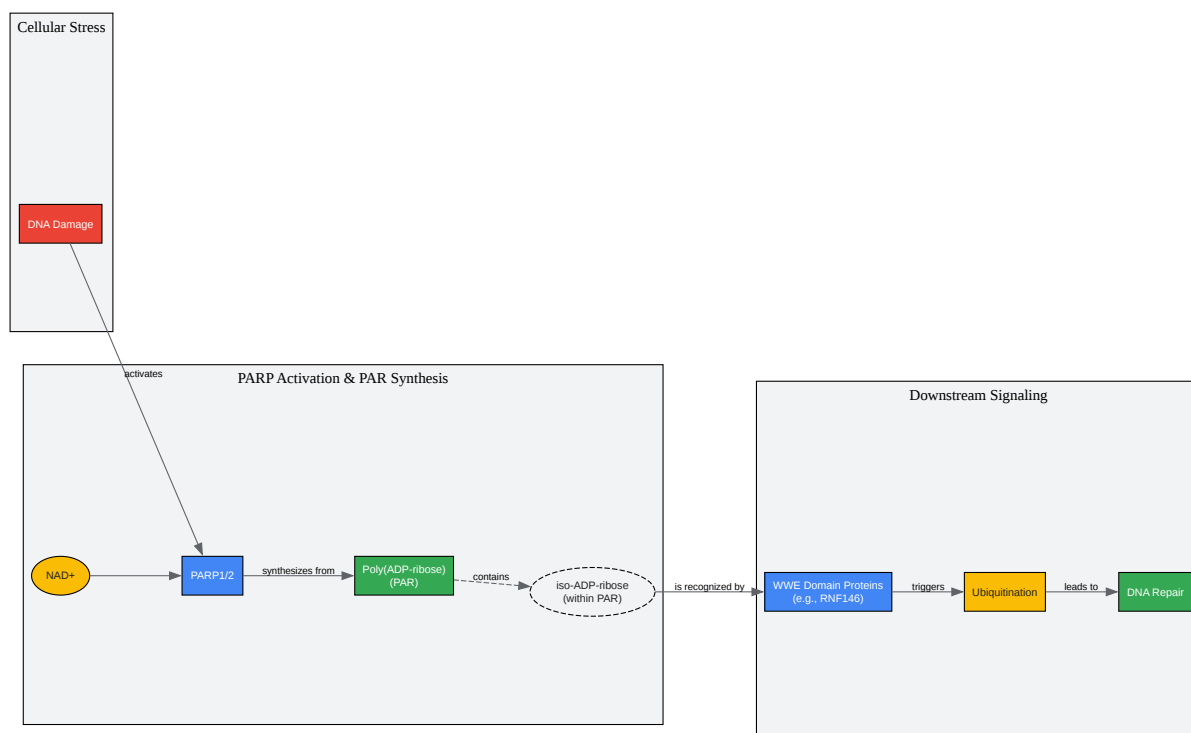 Cellular Stress
DNA Damage
activates
PARP Activation & PAR Synthesis
NAD+
PARP1/2
synthesizes from
Poly(ADP-ribose)
(PAR)
contains
iso-ADP-ribose
(within PAR)
is recognized by
Downstream Signaling
WWE Domain Proteins
(e.g., RNF146)
triggers
Ubiquitination
leads to
DNA Repair